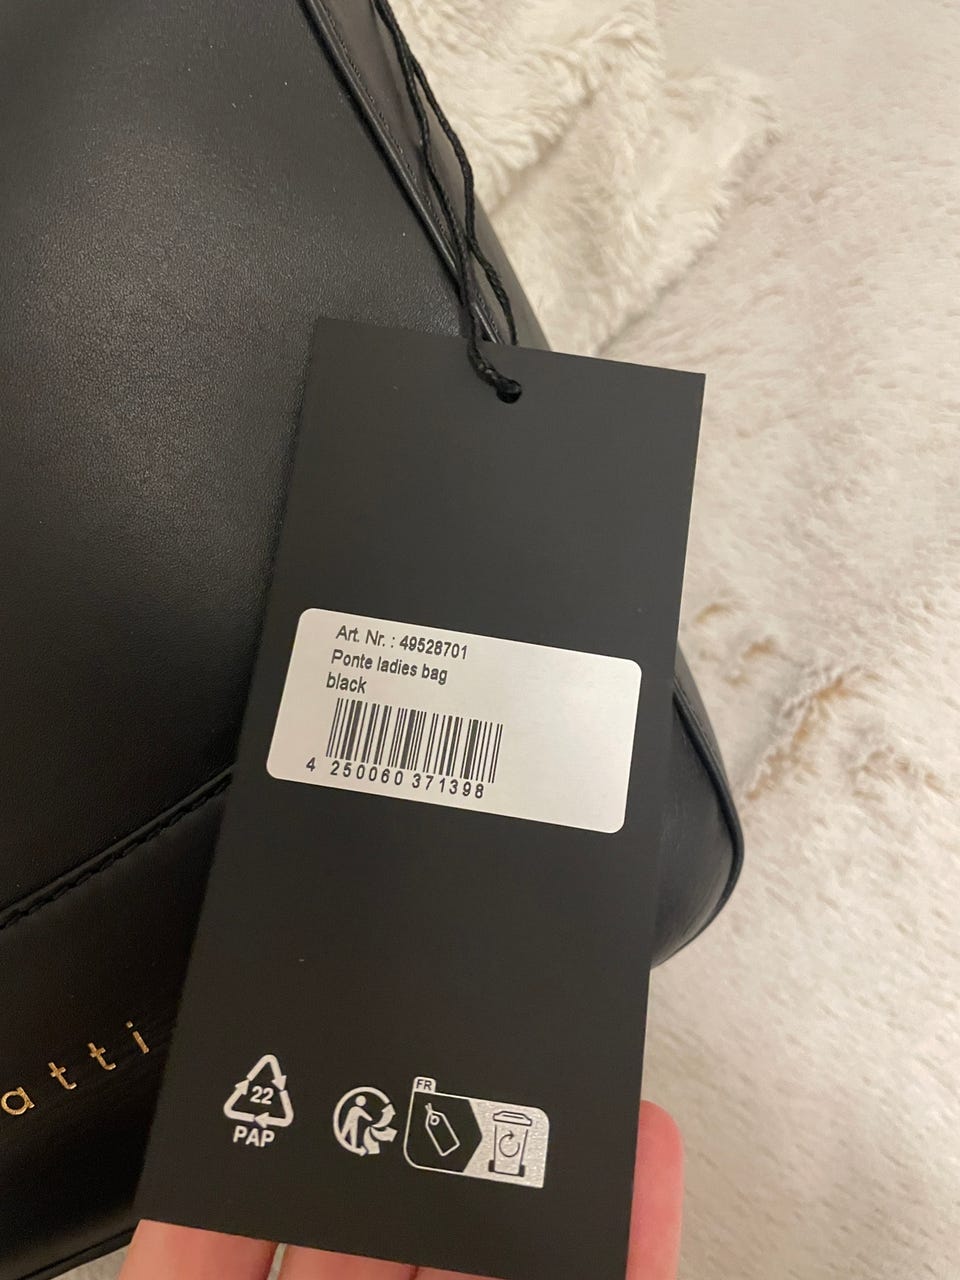 Art. Nr. : 49528701
Ponte ladies bag
black
4 250060 371398
atti
22
PAP
FR